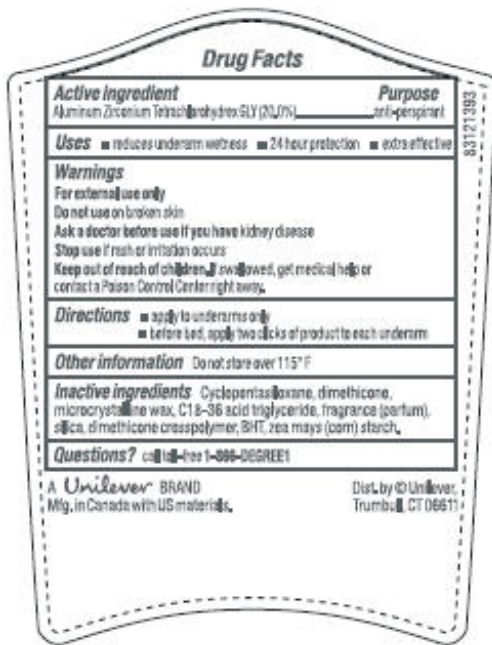 Drug Facts
Active ingredient Purpose
Aluminum Zirconium Tetrachlorohydrex GLY (20.0%) anti-perspirant
Uses ■ reduces underarm wetness ■ 24 hour protection ■ extra effective
Warnings
For external use only
Do not use on broken skin
Ask a doctor before use if you have kidney disease
Stop use if rash or irritation occurs
Keep out of reach of children. If swallowed, get medical help or
contact a Poison Control Center right away.
Directions ■ apply to underarms only
■ before bed, apply two clicks of product to each underarm
Other information Do not store over 115° F
Inactive ingredients Cyclopentasiloxane, dimethicone,
microcrystalline wax, C18-36 acid triglyceride, fragrance (parfum),
silica, dimethicone crosspolymer, BHT, zea mays (corn) starch.
Questions? call toll-free 1-866-DEGREE1
A Unilever BRAND
Mfg. in Canada with US materials.
Dist. by © Unilever,
Trumbull, CT 06611
83121393